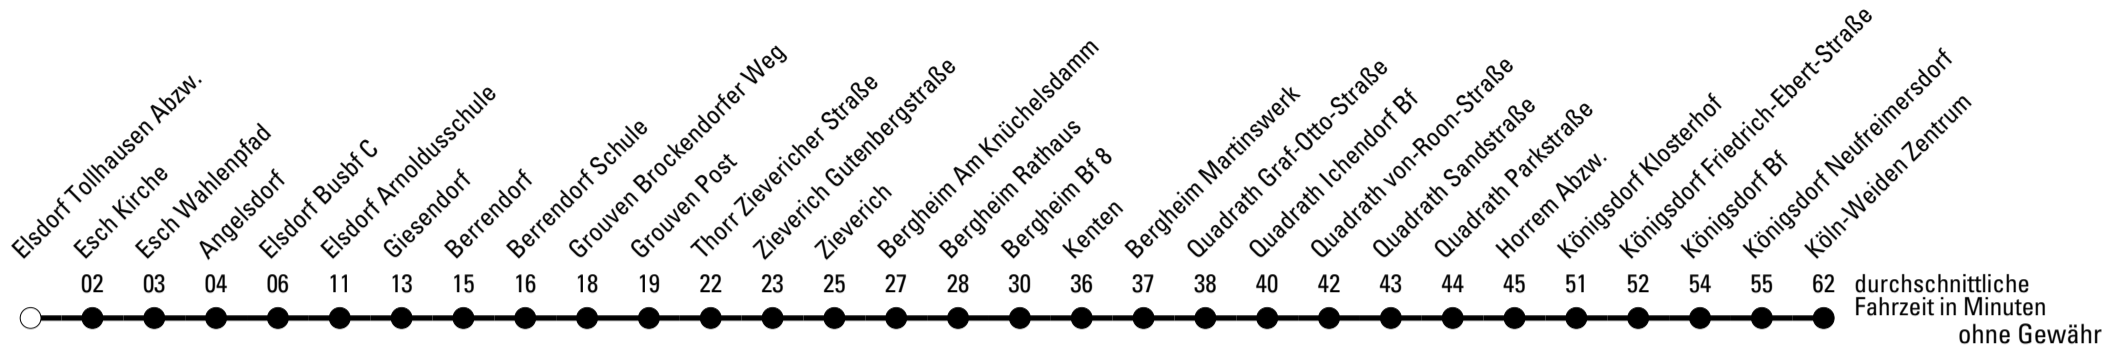 Elsdorf Tollhausen Abzw.
Esch Kirche
Esch Wahlenpfad
Angelsdorf
Elsdorf Busbf C
Elsdorf Arnoldusschule
Giesendorf
Berrendorf
Berrendorf Schule
Grouven Brockendorfer Weg
Grouven Post
Thorr Zievericher Straße
Zieverich Gutenbergstraße
Zieverich
Bergheim Am Knüchelsdamm
Bergheim Rathaus
Bergheim Bf 8
Kenten
Bergheim Martinswerk
Quadrath Graf-Otto-Straße
Quadrath Ichendorf Bf
Quadrath von-Roon-Straße
Quadrath Sandstraße
Quadrath Parkstraße
Horrem Abzw.
Königsdorf Klosterhof
Königsdorf Friedrich-Ebert-Straße
Königsdorf Bf
Königsdorf Neufreimersdorf
Köln-Weiden Zentrum
02 03 04 06 11 13 15 16 18 19 22 23 25 27 28 30 36 37 38 40 42 43 44 45 51 52 54 55 62 durchschnittliche
Fahrzeit in Minuten
ohne Gewähr